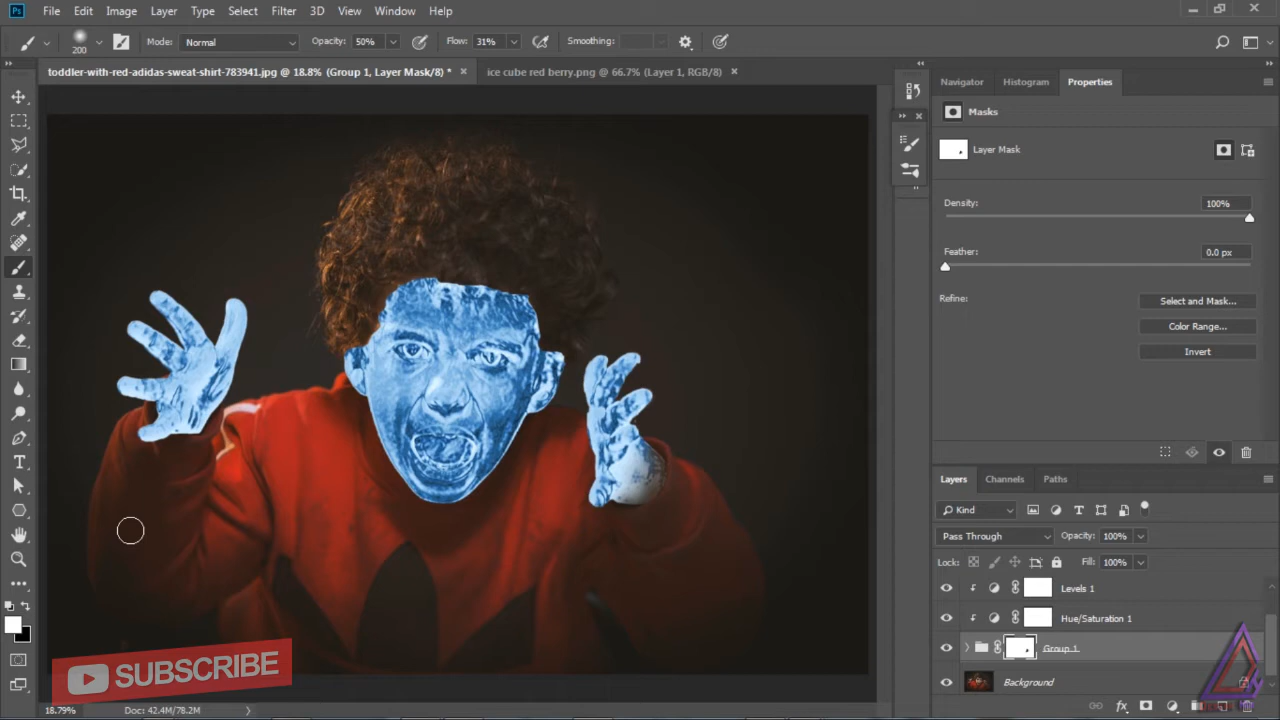 Ps File Edit Image Layer Type Select Filter 3D View Window Help
200 Mode: Normal Opacity: 50% Flow: 31% Smoothing:
toddler-with-red-adidas-sweat-shirt-783941.jpg @ 18.8% (Group 1, Layer Mask/8) * ice cube red berry.png @ 66.7% (Layer 1, RGB/8)
Navigator Histogram Properties
Masks
Layer Mask
Density: 100%
Feather: 0.0 px
Refine: Select and Mask...
Color Range...
Invert
Layers Channels Paths
Kind
Pass Through Opacity: 100%
Lock: Fill: 100%
Levels 1
Hue/Saturation 1
Group 1
Background
SUBSCRIBE
18.79% Doc: 42.4M/78.2M